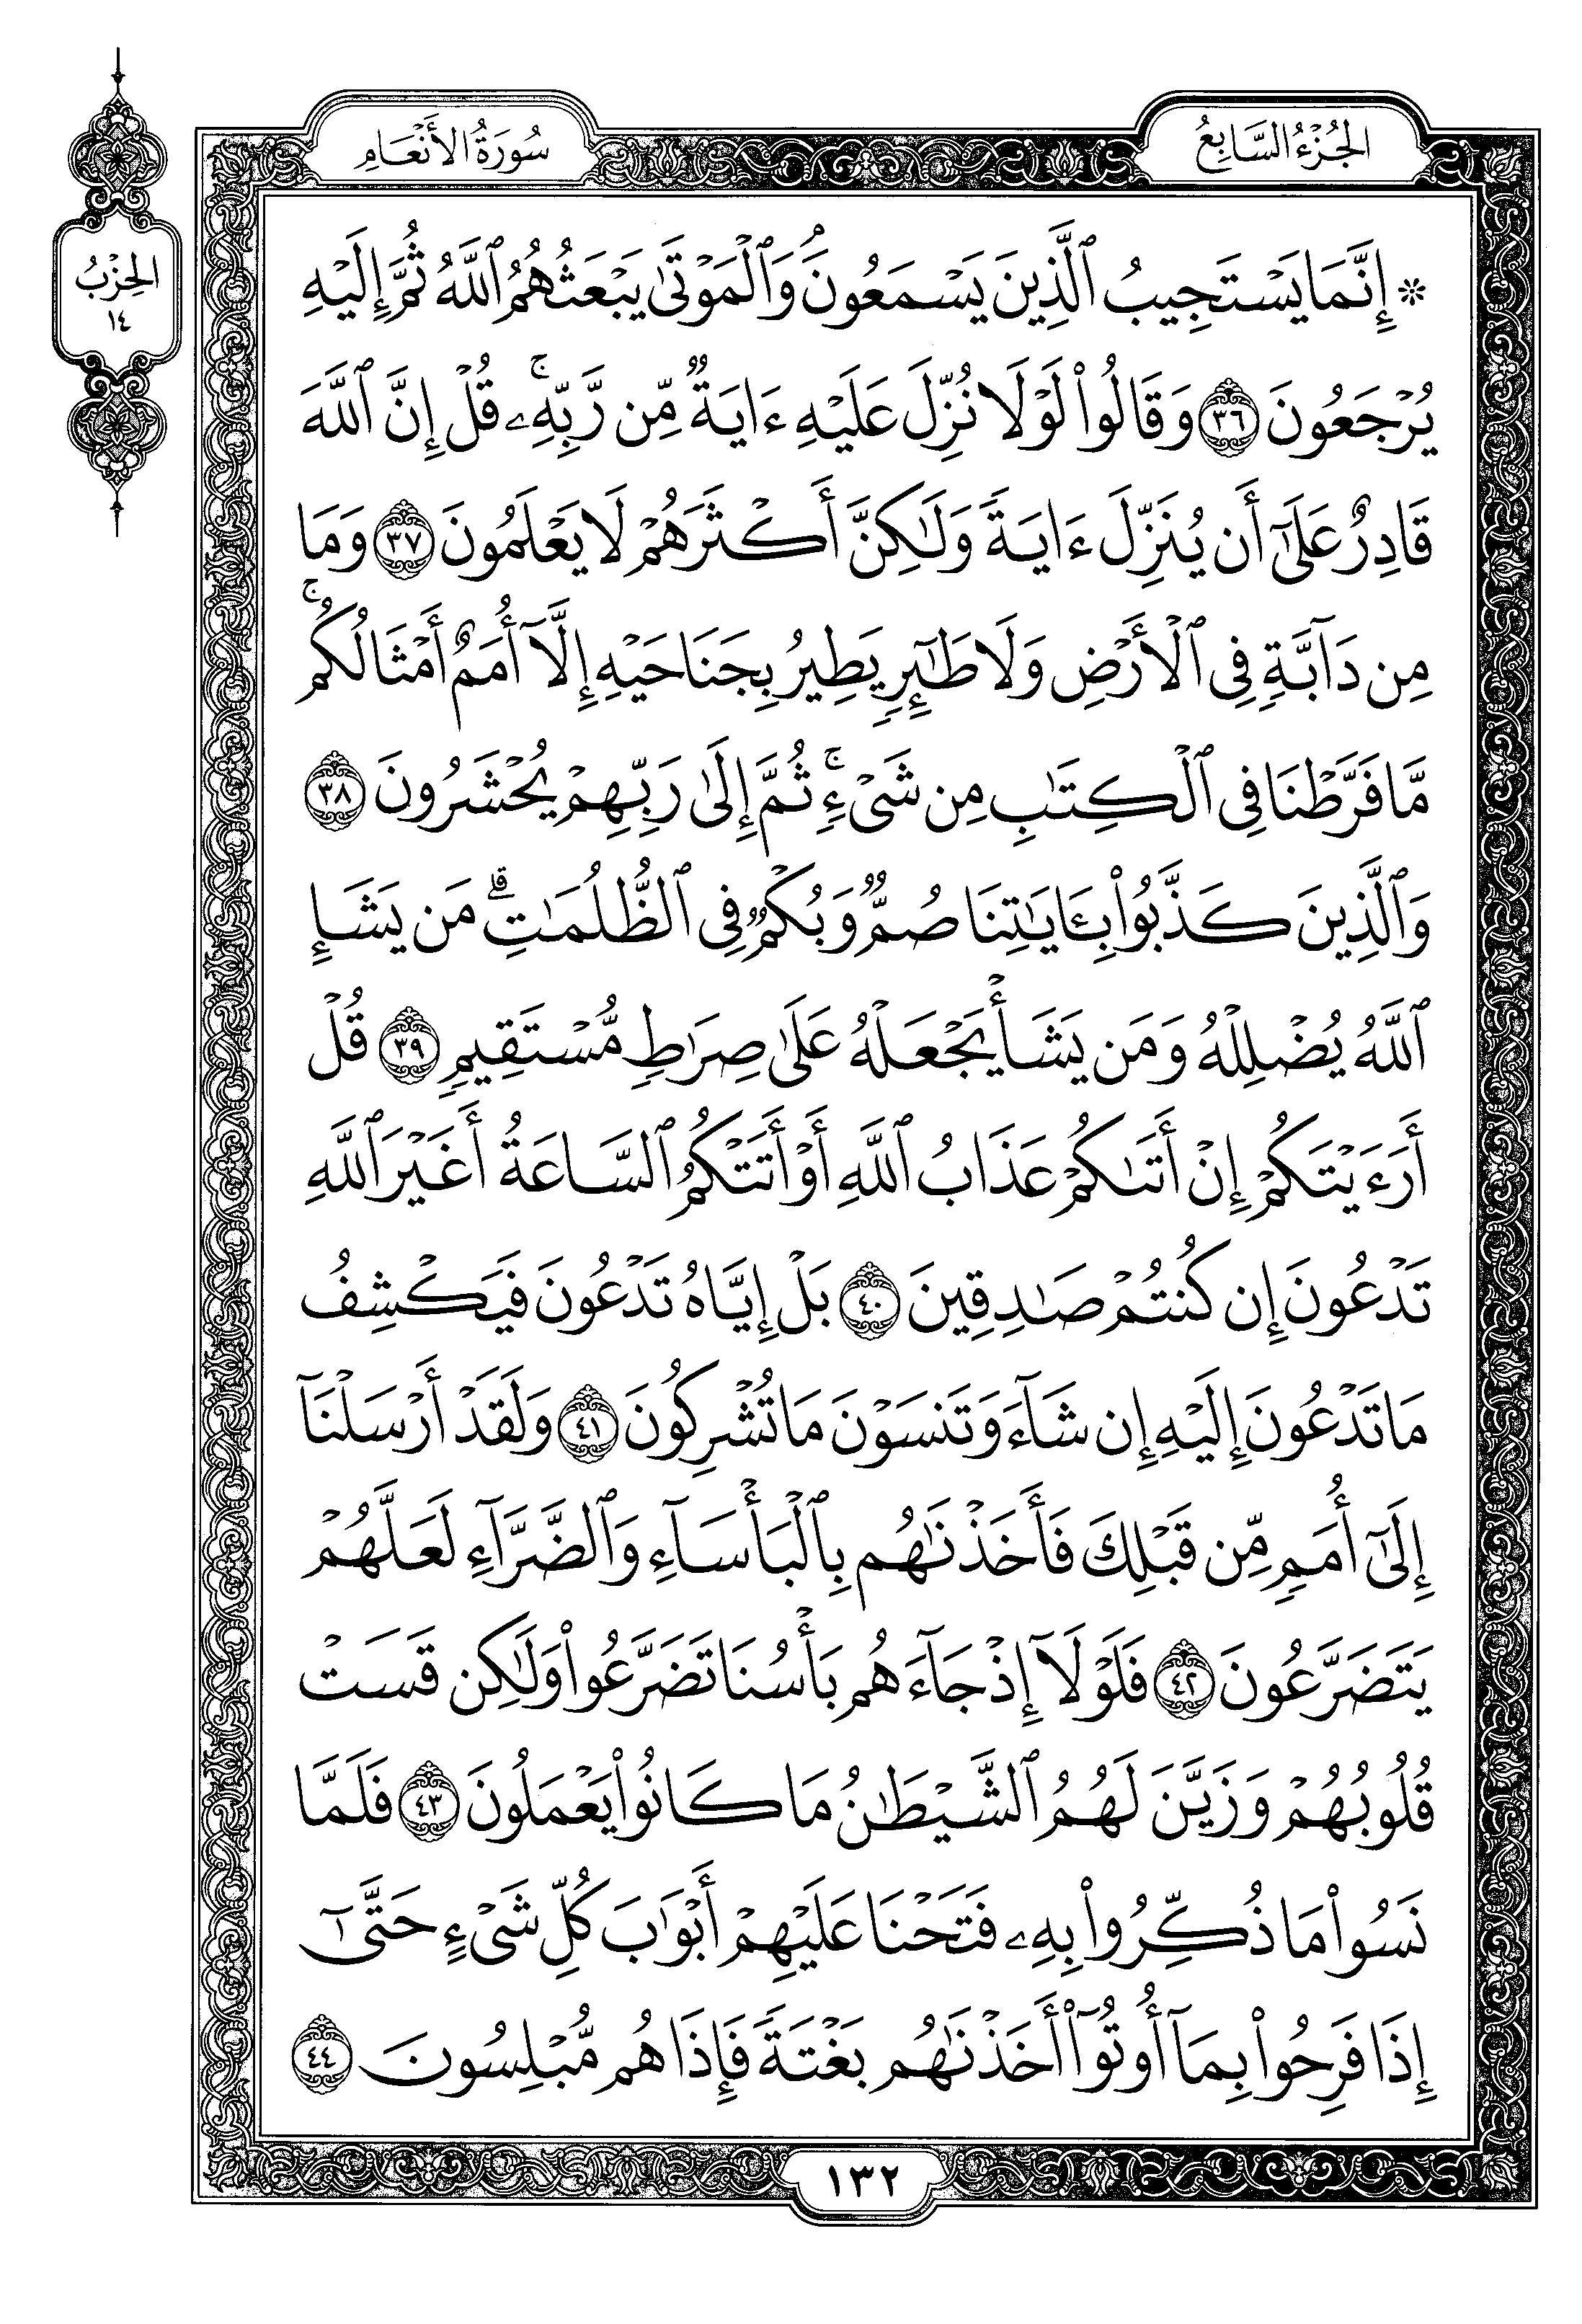 الجُزْءُ السَّابِعُ
سُورَةُ الأَنْعَامِ
الحِزْبُ
١٤
۞ إِنَّمَا يَسْتَجِيبُ ٱلَّذِينَ يَسْمَعُونَۘ وَٱلْمَوْتَىٰ يَبْعَثُهُمُ ٱللَّهُ ثُمَّ إِلَيْهِ
يُرْجَعُونَ ٣٦ وَقَالُوا۟ لَوْلَا نُزِّلَ عَلَيْهِ ءَايَةٌ مِّن رَّبِّهِۦۚ قُلْ إِنَّ ٱللَّهَ
قَادِرٌ عَلَىٰٓ أَن يُنَزِّلَ ءَايَةً وَلَـٰكِنَّ أَكْثَرَهُمْ لَا يَعْلَمُونَ ٣٧ وَمَا
مِن دَآبَّةٍ فِى ٱلْأَرْضِ وَلَا طَـٰٓئِرٍ يَطِيرُ بِجَنَاحَيْهِ إِلَّآ أُمَمٌ أَمْثَالُكُمۚ
مَّا فَرَّطْنَا فِى ٱلْكِتَـٰبِ مِن شَىْءٍۚ ثُمَّ إِلَىٰ رَبِّهِمْ يُحْشَرُونَ ٣٨
وَٱلَّذِينَ كَذَّبُوا۟ بِـَٔايَـٰتِنَا صُمٌّ وَبُكْمٌ فِى ٱلظُّلُمَـٰتِۗ مَن يَشَإِ
ٱللَّهُ يُضْلِلْهُ وَمَن يَشَأْ يَجْعَلْهُ عَلَىٰ صِرَٰطٍ مُّسْتَقِيمٍ ٣٩ قُلْ
أَرَءَيْتَكُمْ إِنْ أَتَىٰكُمْ عَذَابُ ٱللَّهِ أَوْ أَتَتْكُمُ ٱلسَّاعَةُ أَغَيْرَ ٱللَّهِ
تَدْعُونَ إِن كُنتُمْ صَـٰدِقِينَ ٤٠ بَلْ إِيَّاهُ تَدْعُونَ فَيَكْشِفُ
مَا تَدْعُونَ إِلَيْهِ إِن شَآءَ وَتَنسَوْنَ مَا تُشْرِكُونَ ٤١ وَلَقَدْ أَرْسَلْنَآ
إِلَىٰٓ أُمَمٍ مِّن قَبْلِكَ فَأَخَذْنَـٰهُم بِٱلْبَأْسَآءِ وَٱلضَّرَّآءِ لَعَلَّهُمْ
يَتَضَرَّعُونَ ٤٢ فَلَوْلَآ إِذْ جَآءَهُم بَأْسُنَا تَضَرَّعُوا۟ وَلَـٰكِن قَسَتْ
قُلُوبُهُمْ وَزَيَّنَ لَهُمُ ٱلشَّيْطَـٰنُ مَا كَانُوا۟ يَعْمَلُونَ ٤٣ فَلَمَّا
نَسُوا۟ مَا ذُكِّرُوا۟ بِهِۦ فَتَحْنَا عَلَيْهِمْ أَبْوَٰبَ كُلِّ شَىْءٍ حَتَّىٰٓ
إِذَا فَرِحُوا۟ بِمَآ أُوتُوٓا۟ أَخَذْنَـٰهُم بَغْتَةً فَإِذَا هُم مُّبْلِسُونَ ٤٤
١٣٢